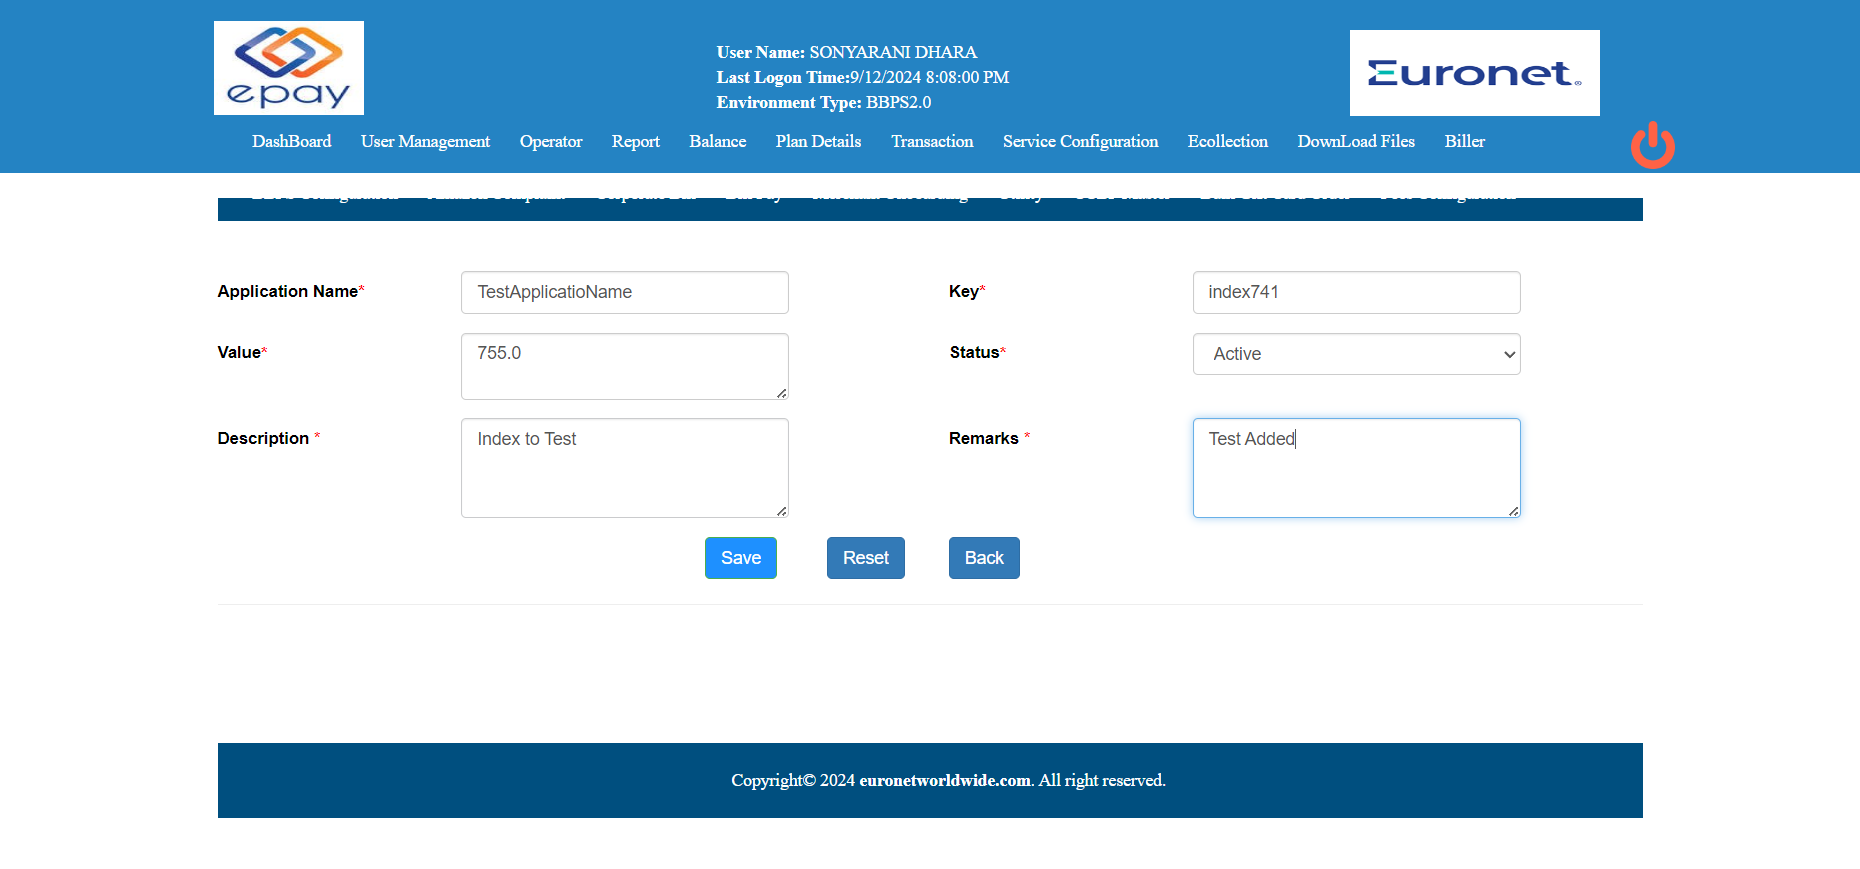 epay
User Name: SONYARANI DHARA
Last Logon Time:9/12/2024 8:08:00 PM
Environment Type: BBPS2.0
Euronet
DashBoard User Management Operator Report Balance Plan Details Transaction Service Configuration Ecollection DownLoad Files Biller
Application Name* TestApplicatioName Key* index741
Value* 755.0 Status* Active
Description * Index to Test Remarks * Test Added
Save Reset Back
Copyright© 2024 euronetworldwide.com. All right reserved.